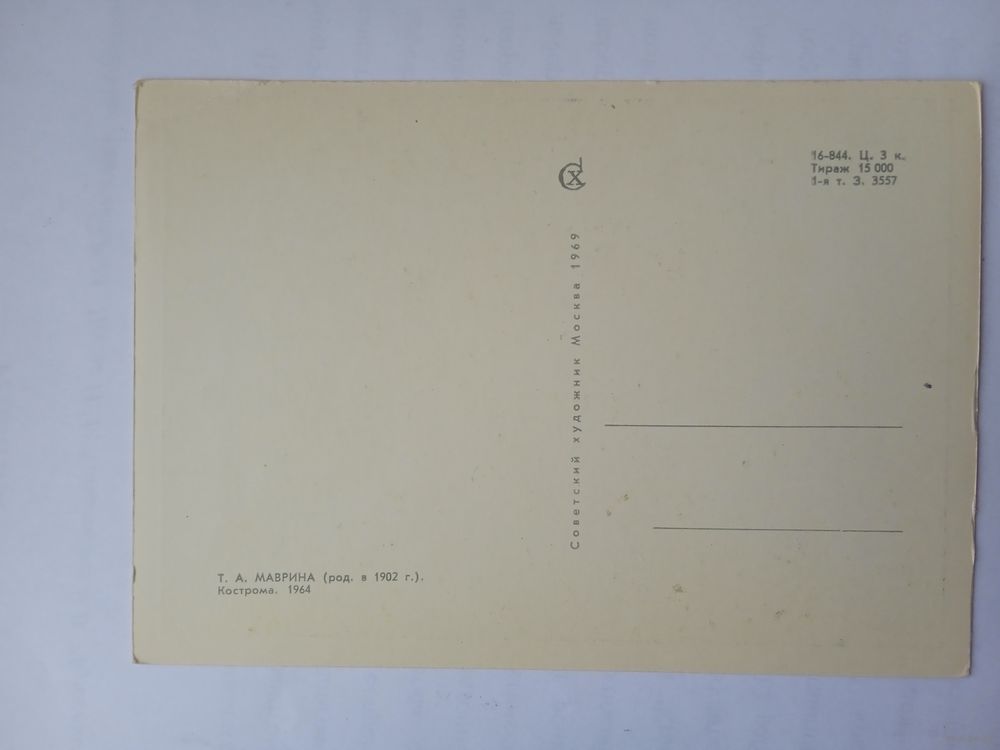 16-844. Ц. 3 к.
Тираж 15 000
1-я т. З. 3557
СХ
Советский художник Москва 1969
Т. А. МАВРИНА (род. в 1902 г.).
Кострома. 1964